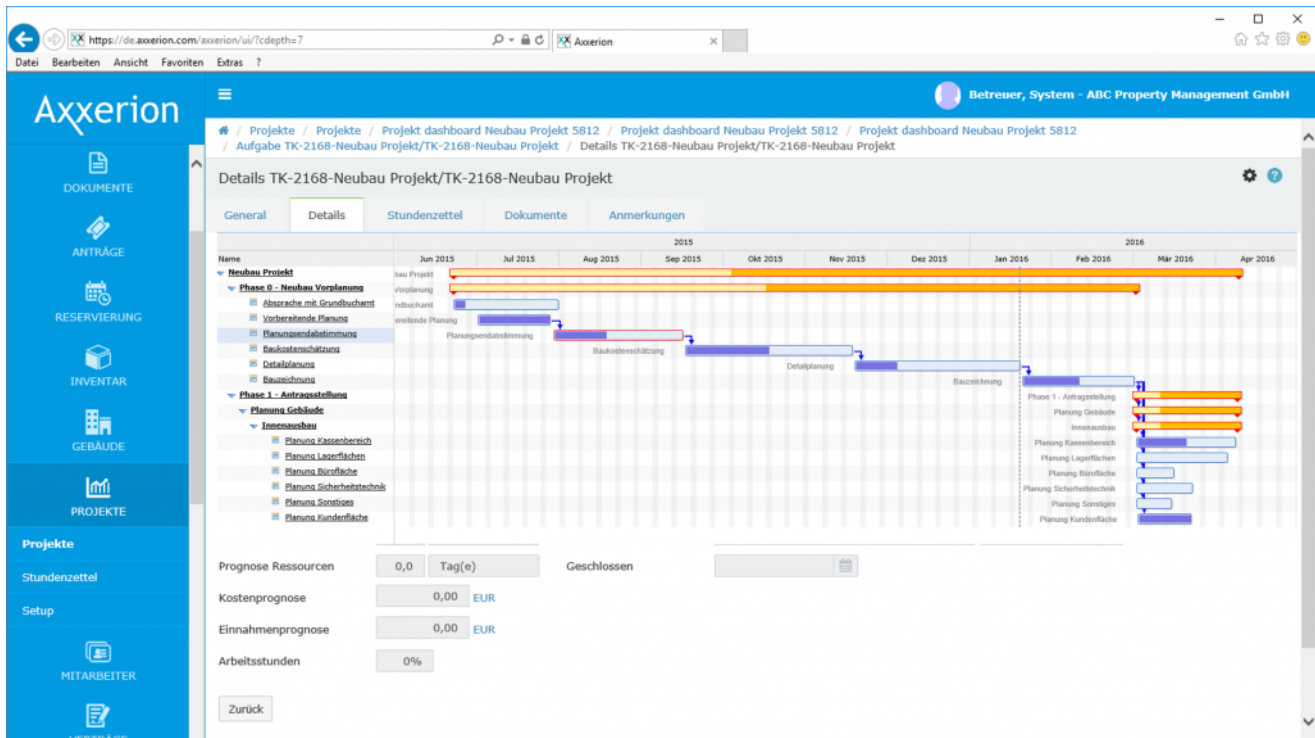 https://de.axxerion.com/axxerion/ui/?cdepth=7
Axxerion
Datei Bearbeiten Ansicht Favoriten Extras ?
Axxerion
Betreuer, System - ABC Property Management GmbH
/ Projekte / Projekte / Projekt dashboard Neubau Projekt 5812 / Projekt dashboard Neubau Projekt 5812 / Projekt dashboard Neubau Projekt 5812
/ Aufgabe TK-2168-Neubau Projekt/TK-2168-Neubau Projekt / Details TK-2168-Neubau Projekt/TK-2168-Neubau Projekt
DOKUMENTE
ANTRÄGE
RESERVIERUNG
INVENTAR
GEBÄUDE
PROJEKTE
Projekte
Stundenzettel
Setup
MITARBEITER
VERTRÄGE
Details TK-2168-Neubau Projekt/TK-2168-Neubau Projekt
General Details Stundenzettel Dokumente Anmerkungen
2015 2016
Name Jun 2015 Jul 2015 Aug 2015 Sep 2015 Okt 2015 Nov 2015 Dez 2015 Jan 2016 Feb 2016 Mär 2016 Apr 2016
Neubau Projekt bau Projekt
Phase 0 - Neubau Vorplanung Vorplanung
Absprache mit Grundbuchamt ndbuchamt
Vorbereitende Planung ereitende Planung
Planungsendabstimmung Planungsendabstimmung
Baukostenschätzung Baukostenschätzung
Detailplanung Detailplanung
Bauzeichnung Bauzeichnung
Phase 1 - Antragsstellung Phase 1 - Antragsstellung
Planung Gebäude Planung Gebäude
Innenausbau Innenausbau
Planung Kassenbereich Planung Kassenbereich
Planung Lagerflächen Planung Lagerflächen
Planung Bürofläche Planung Bürofläche
Planung Sicherheitstechnik Planung Sicherheitstechnik
Planung Sonstiges Planung Sonstiges
Planung Kundenfläche Planung Kundenfläche
Prognose Ressourcen 0,0 Tag(e) Geschlossen
Kostenprognose 0,00 EUR
Einnahmenprognose 0,00 EUR
Arbeitsstunden 0%
Zurück